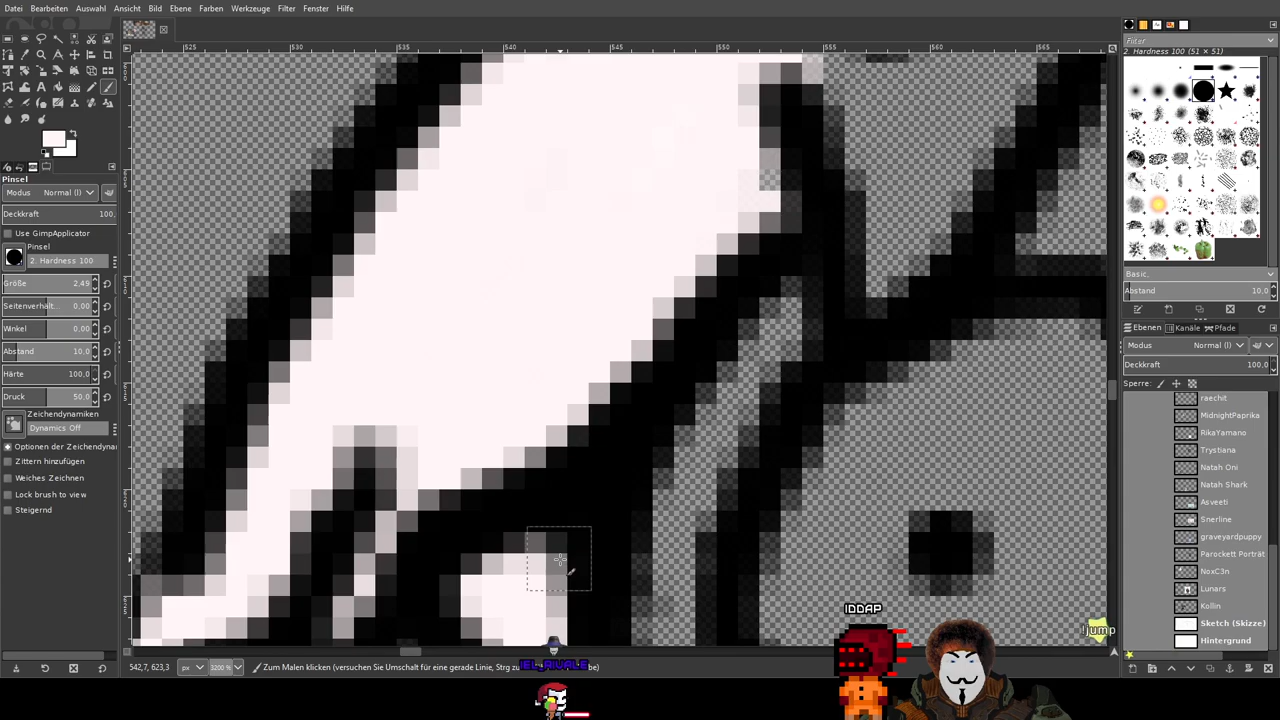 Datei Bearbeiten Auswahl Ansicht Bild Ebene Farben Werkzeuge Filter Fenster Hilfe
525 530 535 540 545 550 555 560 565
Pinsel
Modus Normal (l)
Deckkraft 100,
Use GimpApplicator
Pinsel
2. Hardness 100
Größe 2,49
Seitenverhält... 0,00
Winkel 0,00
Abstand 10,0
Härte 100,0
Druck 50,0
Zeichendynamiken
Dynamics Off
Optionen der Zeichendyna
Zittern hinzufügen
Weiches Zeichnen
Lock brush to view
Steigernd
Filter
2. Hardness 100 (51 × 51)
Basic,
Abstand 10,0
Ebenen Kanäle Pfade
Modus Normal (l)
Deckkraft 100,0
Sperre:
raechit
MidnightPaprika
RikaYamano
Trystiana
Natah Oni
Natah Shark
Asveeti
Snerline
graveyardpuppy
Parockett Porträt
NoxC3n
Lunars
Kollin
Sketch (Skizze)
Hintergrund
IDDAP
!jump
542,7, 623,3 px 3200 % Zum Malen klicken (versuchen Sie Umschalt für eine gerade Linie, Strg zu